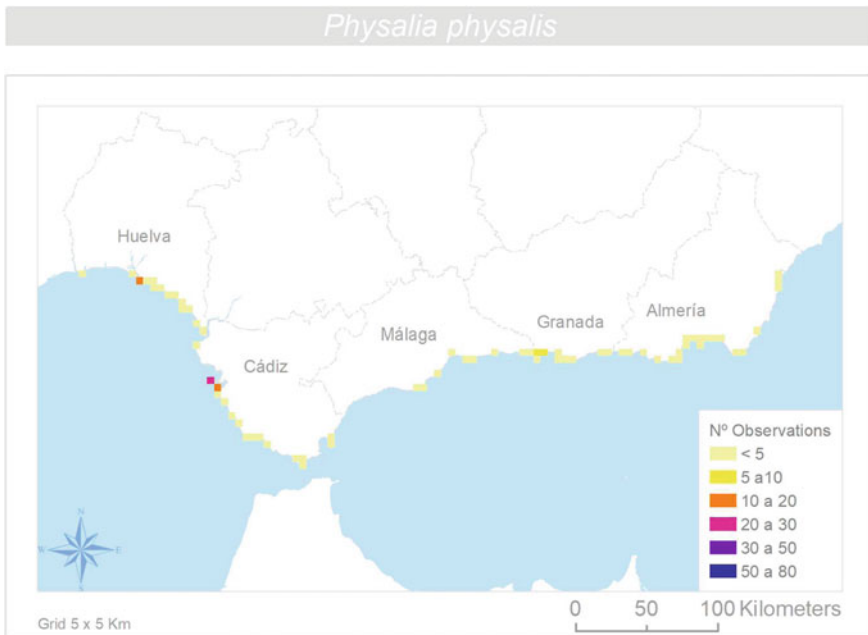 Physalia physalis
Huelva
Cádiz
Málaga
Granada
Almería
Nº Observations
< 5
5 a10
10 a 20
20 a 30
30 a 50
50 a 80
N
W
E
S
Grid 5 x 5 Km
0 50 100 Kilometers